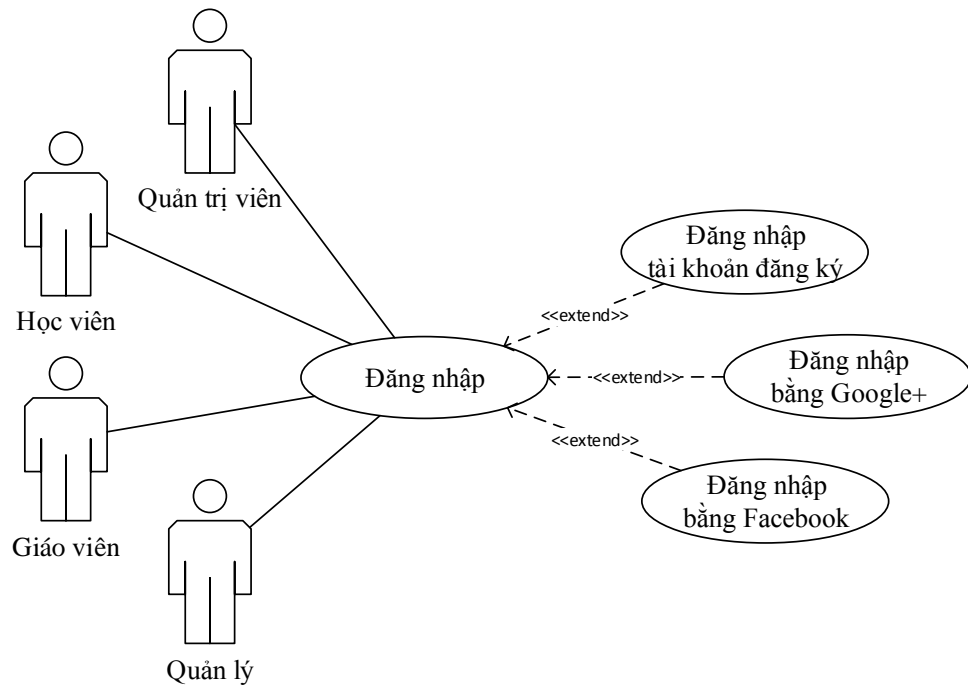 Quản trị viên
Học viên
Giáo viên
Quản lý
Đăng nhập
Đăng nhập
tài khoản đăng ký
<<extend>>
Đăng nhập
bằng Google+
<<extend>>
Đăng nhập
bằng Facebook
<<extend>>